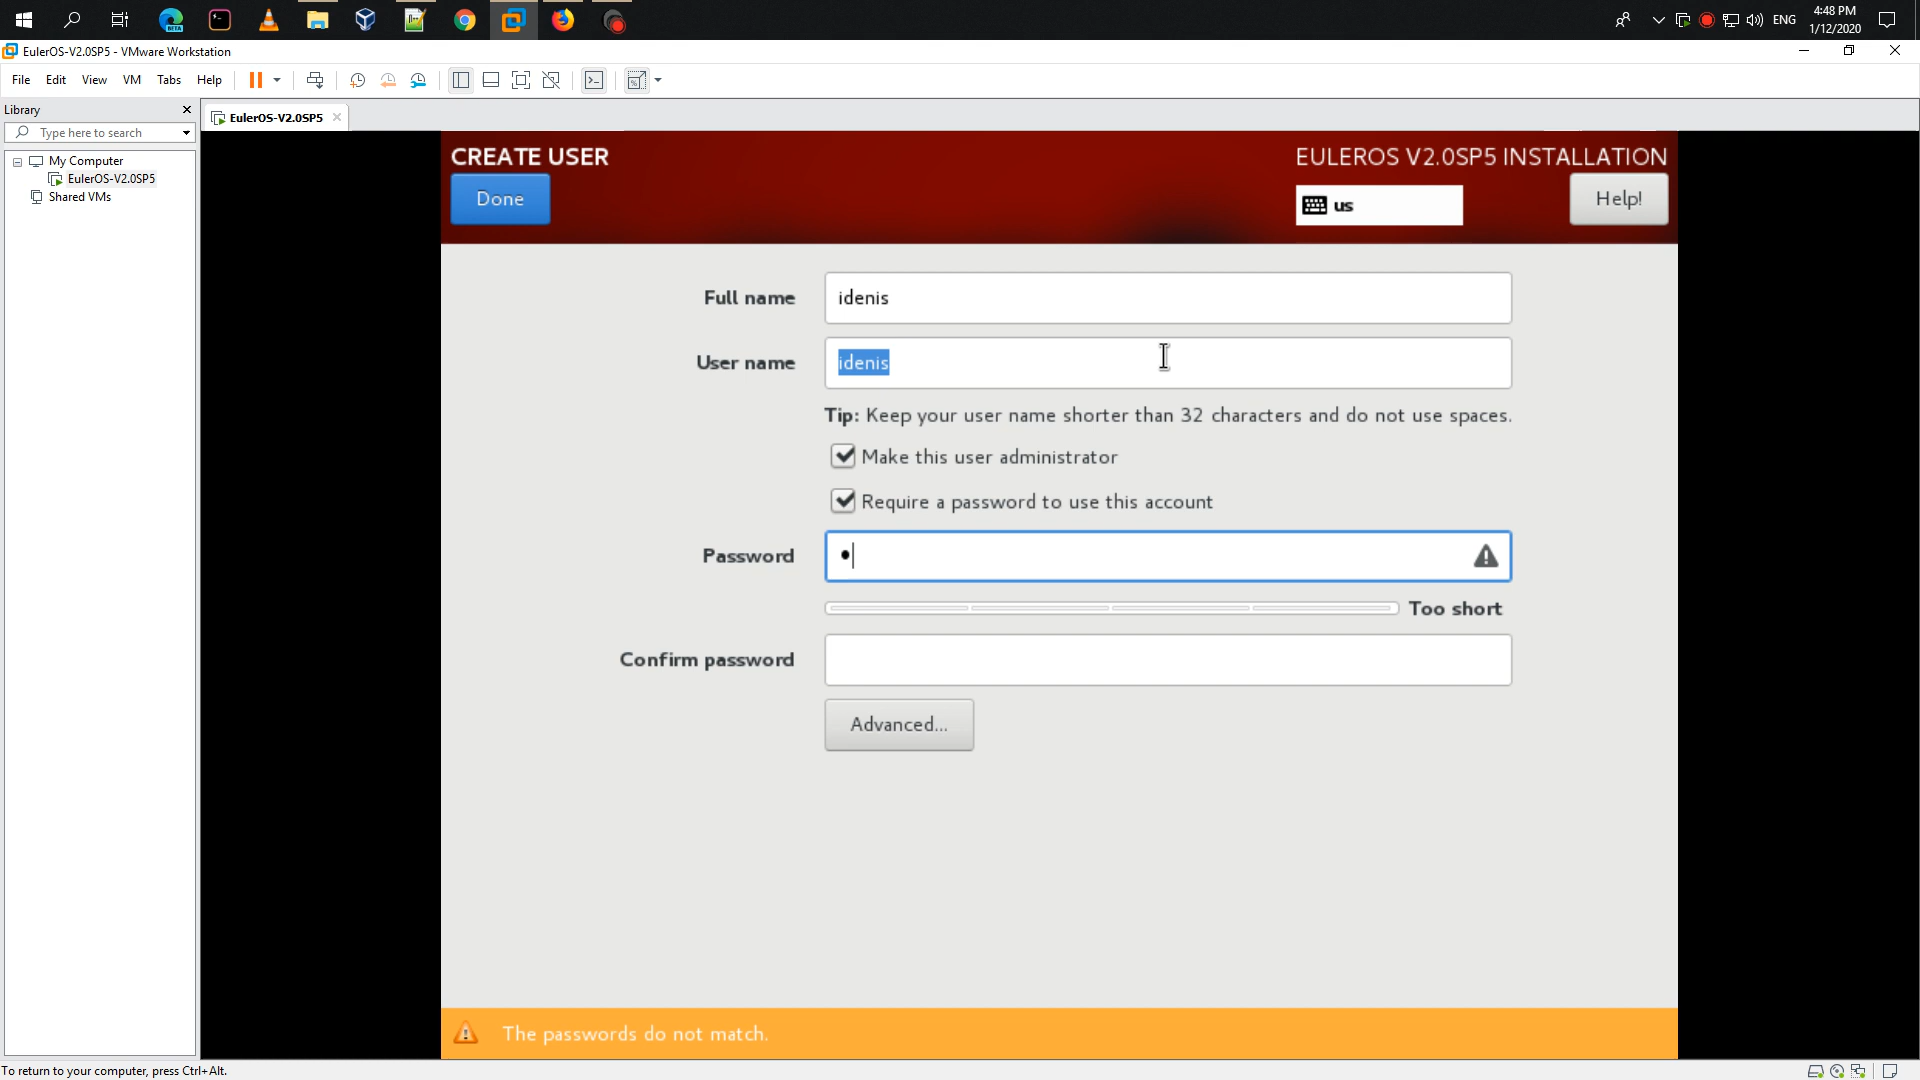 4:48 PM
ENG
1/12/2020
EulerOS-V2.0SP5 - VMware Workstation
File Edit View VM Tabs Help
Library
EulerOS-V2.0SP5
Type here to search
My Computer
EulerOS-V2.0SP5
Shared VMs
CREATE USER
EULEROS V2.0SP5 INSTALLATION
Done
us
Help!
Full name
idenis
User name
idenis
Tip: Keep your user name shorter than 32 characters and do not use spaces.
Make this user administrator
Require a password to use this account
Password
Too short
Confirm password
Advanced...
The passwords do not match.
To return to your computer, press Ctrl+Alt.